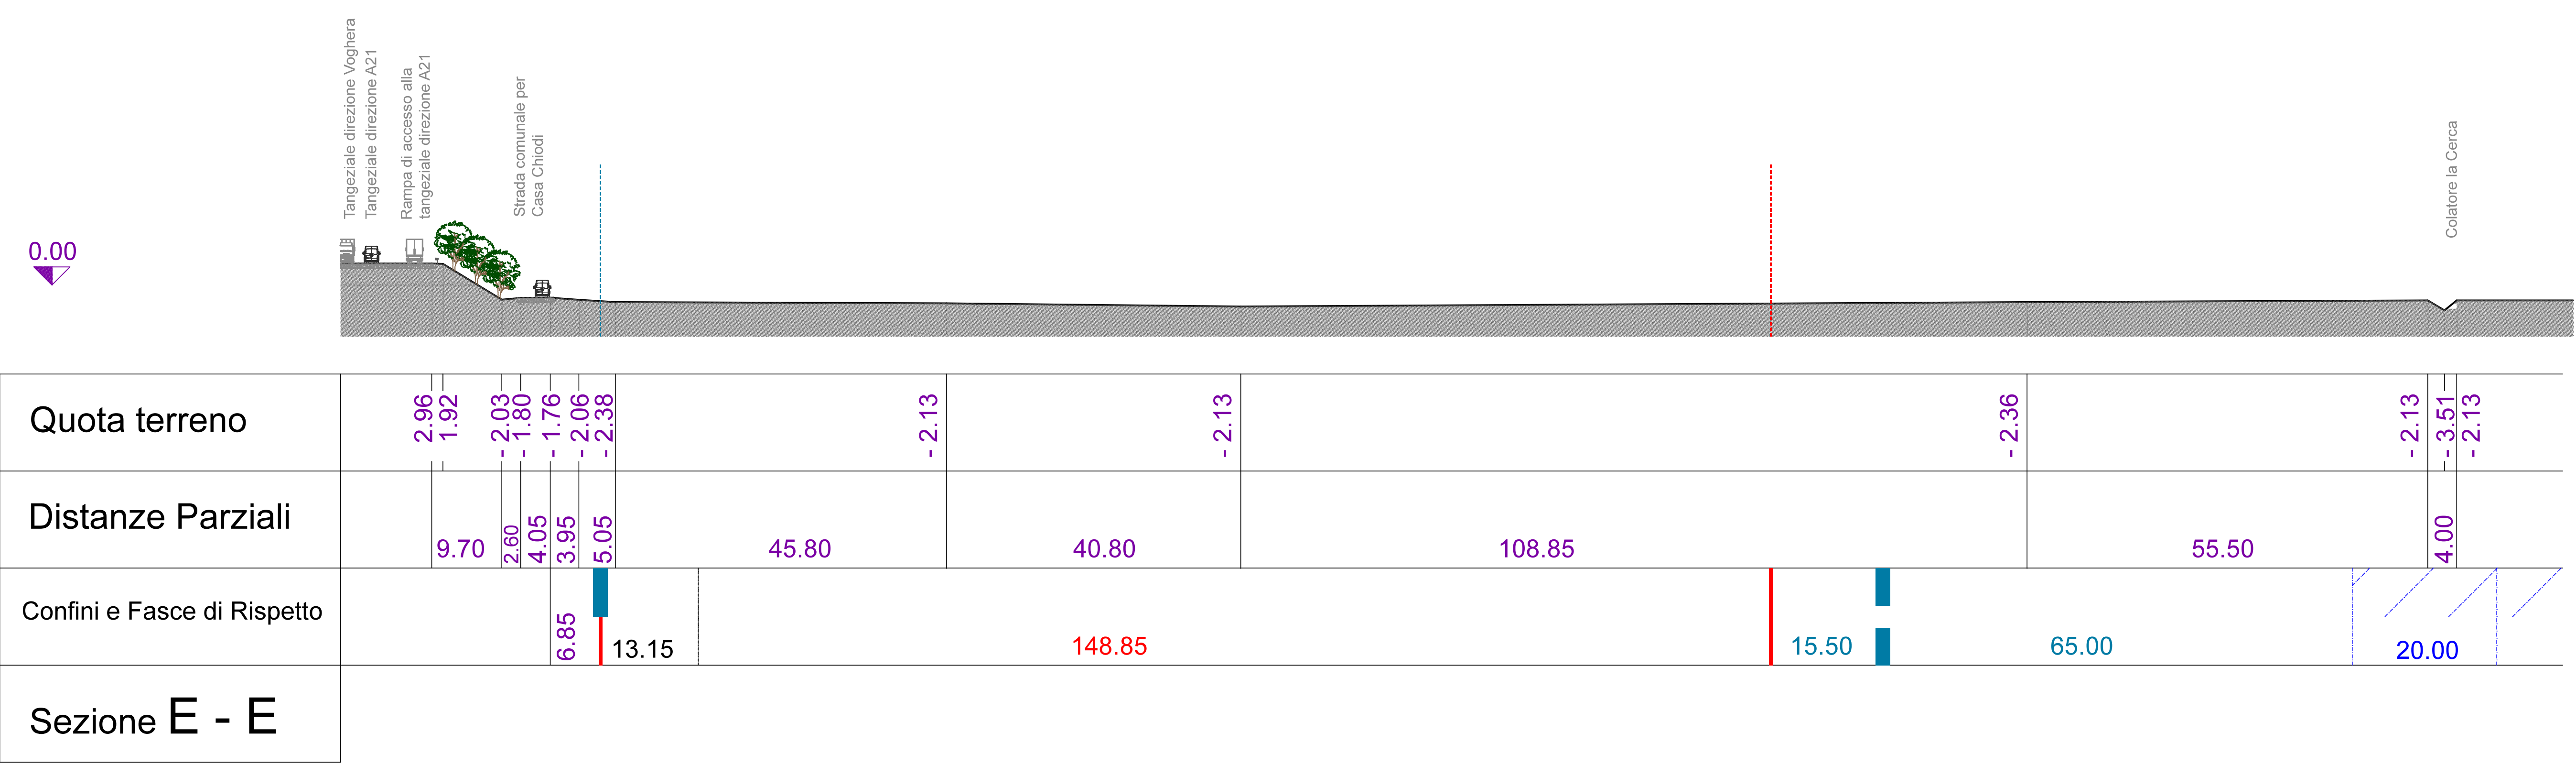 Tangeziale direzione Voghera
Tangeziale direzione A21
Rampa di accesso alla
tangeziale direzione A21
Strada comunale per
Casa Chiodi
Colatore la Cerca
0.00
Quota terreno
2.96
1.92
- 2.03
- 1.80
- 1.76
- 2.06
- 2.38
- 2.13
- 2.13
- 2.36
- 2.13
- 3.51
- 2.13
Distanze Parziali
9.70
2.60
4.05
3.95
5.05
45.80
40.80
108.85
55.50
4.00
Confini e Fasce di Rispetto
6.85
13.15
148.85
15.50
65.00
20.00
Sezione E - E